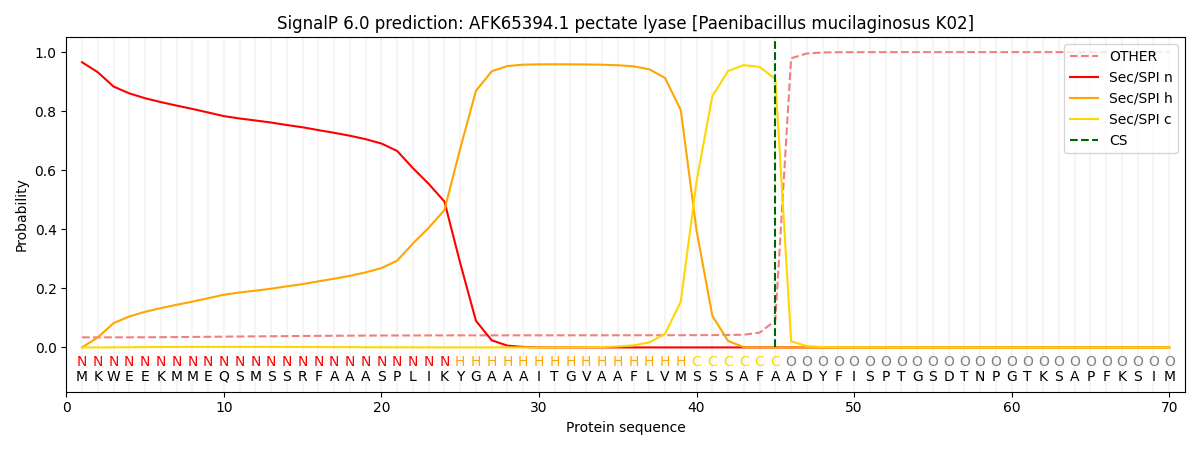 SignalP 6.0 prediction: AFK65394.1 pectate lyase [Paenibacillus mucilaginosus K02]
Probability
1.0
0.8
0.6
0.4
0.2
0.0
OTHER
Sec/SPI n
Sec/SPI h
Sec/SPI c
CS
N N N N N N N N N N N N N N N N N N N N N N N N H H H H H H H H H H H H H H H C C C C C C O O O O O O O O O O O O O O O O O O O O O O O O O
M K W E E K M M E Q S M S S R F A A A S P L I K Y G A A A I T G V A A F L V M S S S A F A A D Y F I S P T G S D T N P G T K S A P F K S I M
0 10 20 30 40 50 60 70
Protein sequence